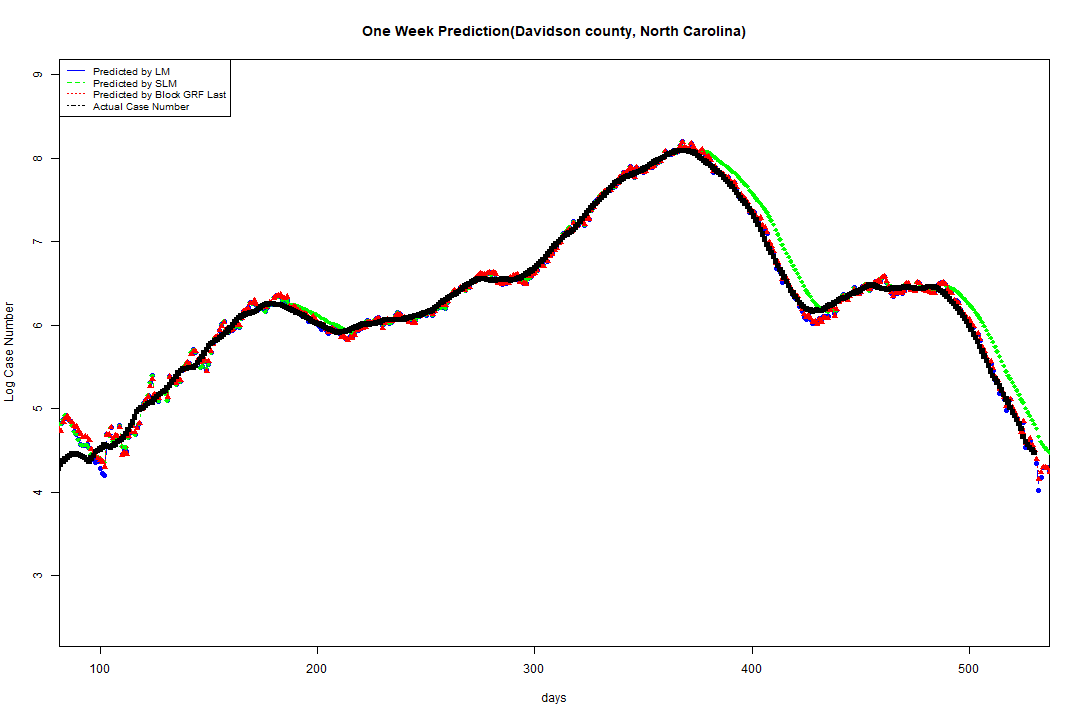 One Week Prediction(Davidson county, North Carolina)
Predicted by LM
Predicted by SLM
Predicted by Block GRF Last
Actual Case Number
9
8
7
6
5
4
3
Log Case Number
100 200 300 400 500
days